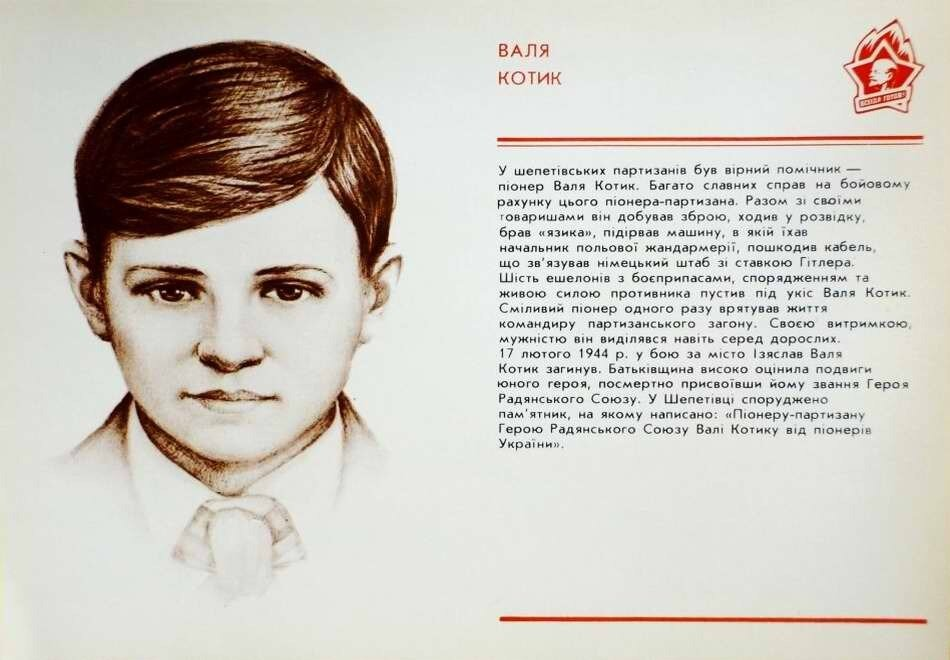 ВАЛЯ
КОТИК
ВСЕГДА ГОТОВ!
У шепетівських партизанів був вірний помічник —
піонер Валя Котик. Багато славних справ на бойовому
рахунку цього піонера-партизана. Разом зі своїми
товаришами він добував зброю, ходив у розвідку,
брав «язика», підірвав машину, в якій їхав
начальник польової жандармерії, пошкодив кабель,
що зв’язував німецький штаб зі ставкою Гітлера.
Шість ешелонів з боєприпасами, спорядженням та
живою силою противника пустив під укіс Валя Котик.
Сміливий піонер одного разу врятував життя
командиру партизанського загону. Своєю витримкою,
мужністю він виділявся навіть серед дорослих.
17 лютого 1944 р. у бою за місто Ізяслав Валя
Котик загинув. Батьківщина високо оцінила подвиги
юного героя, посмертно присвоївши йому звання Героя
Радянського Союзу. У Шепетівці споруджено
пам’ятник, на якому написано: «Піонеру-партизану
Герою Радянського Союзу Валі Котику від піонерів
України».